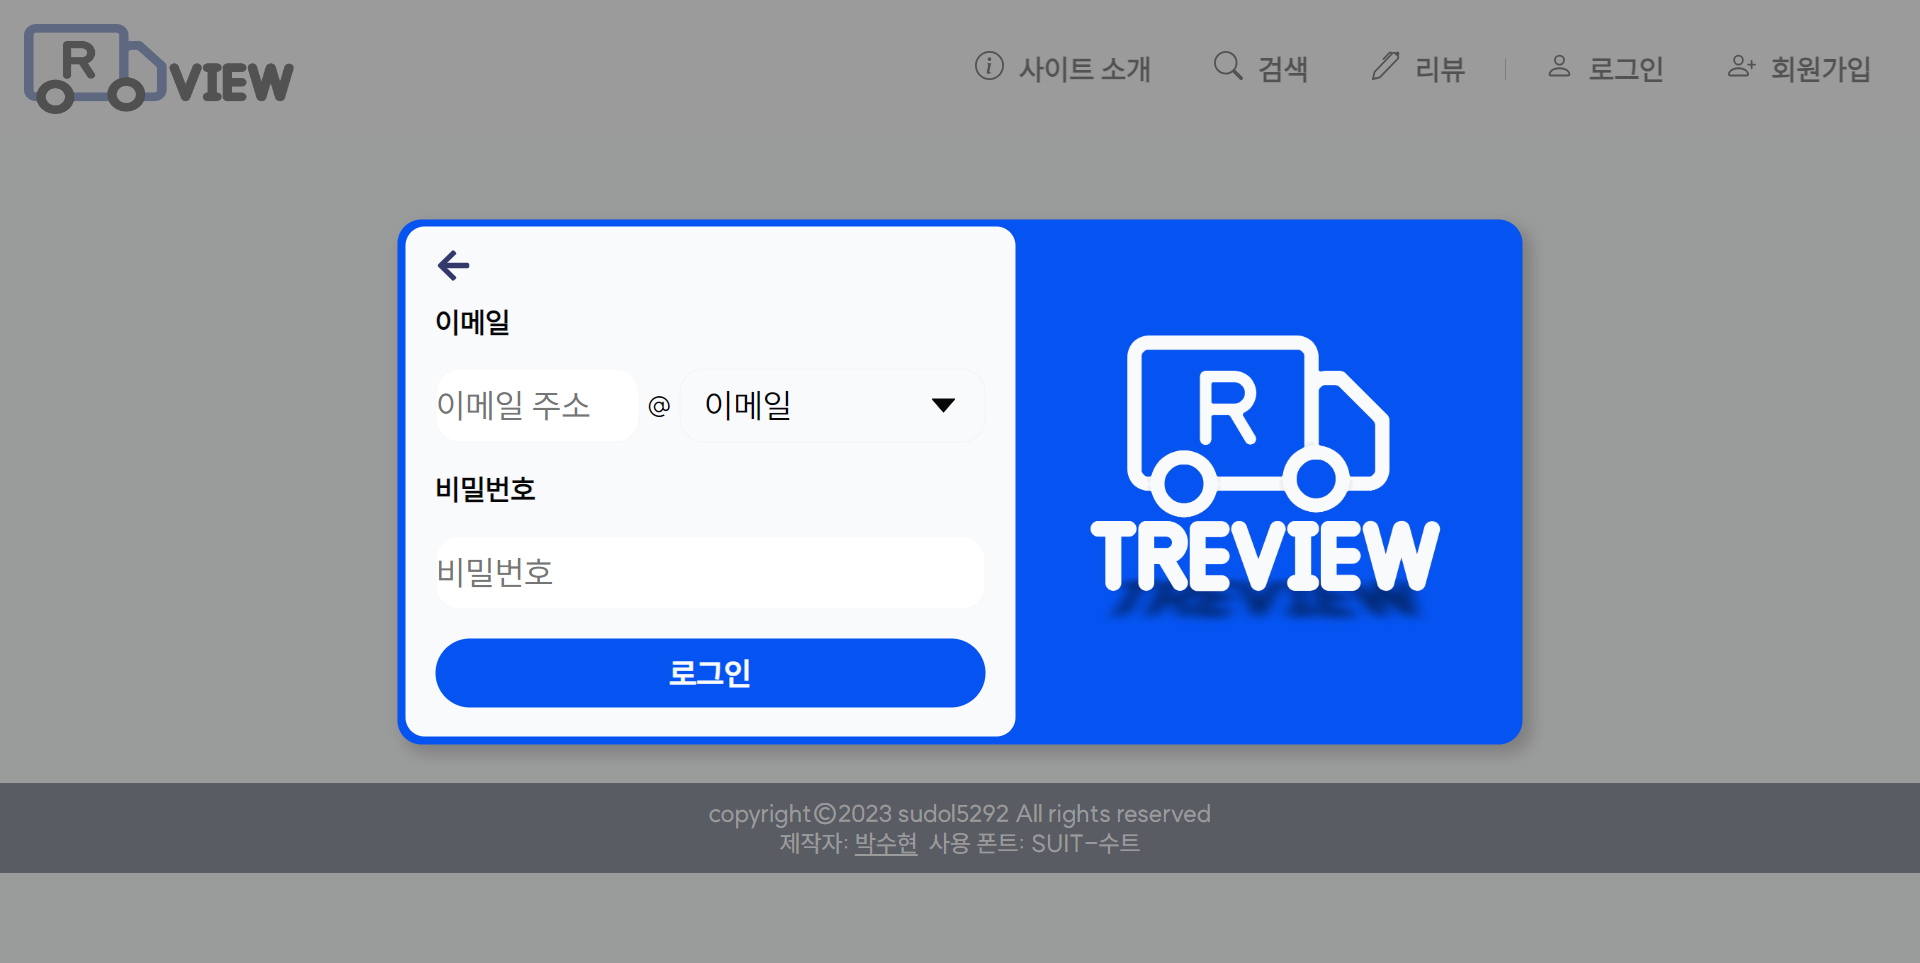 R VIEW
사이트 소개
검색
리뷰
로그인
회원가입
이메일
이메일 주소 @ 이메일
비밀번호
비밀번호
로그인
R
TREVIEW
copyright©2023 sudol5292 All rights reserved
제작자: 박수현 사용 폰트: SUIT-수트